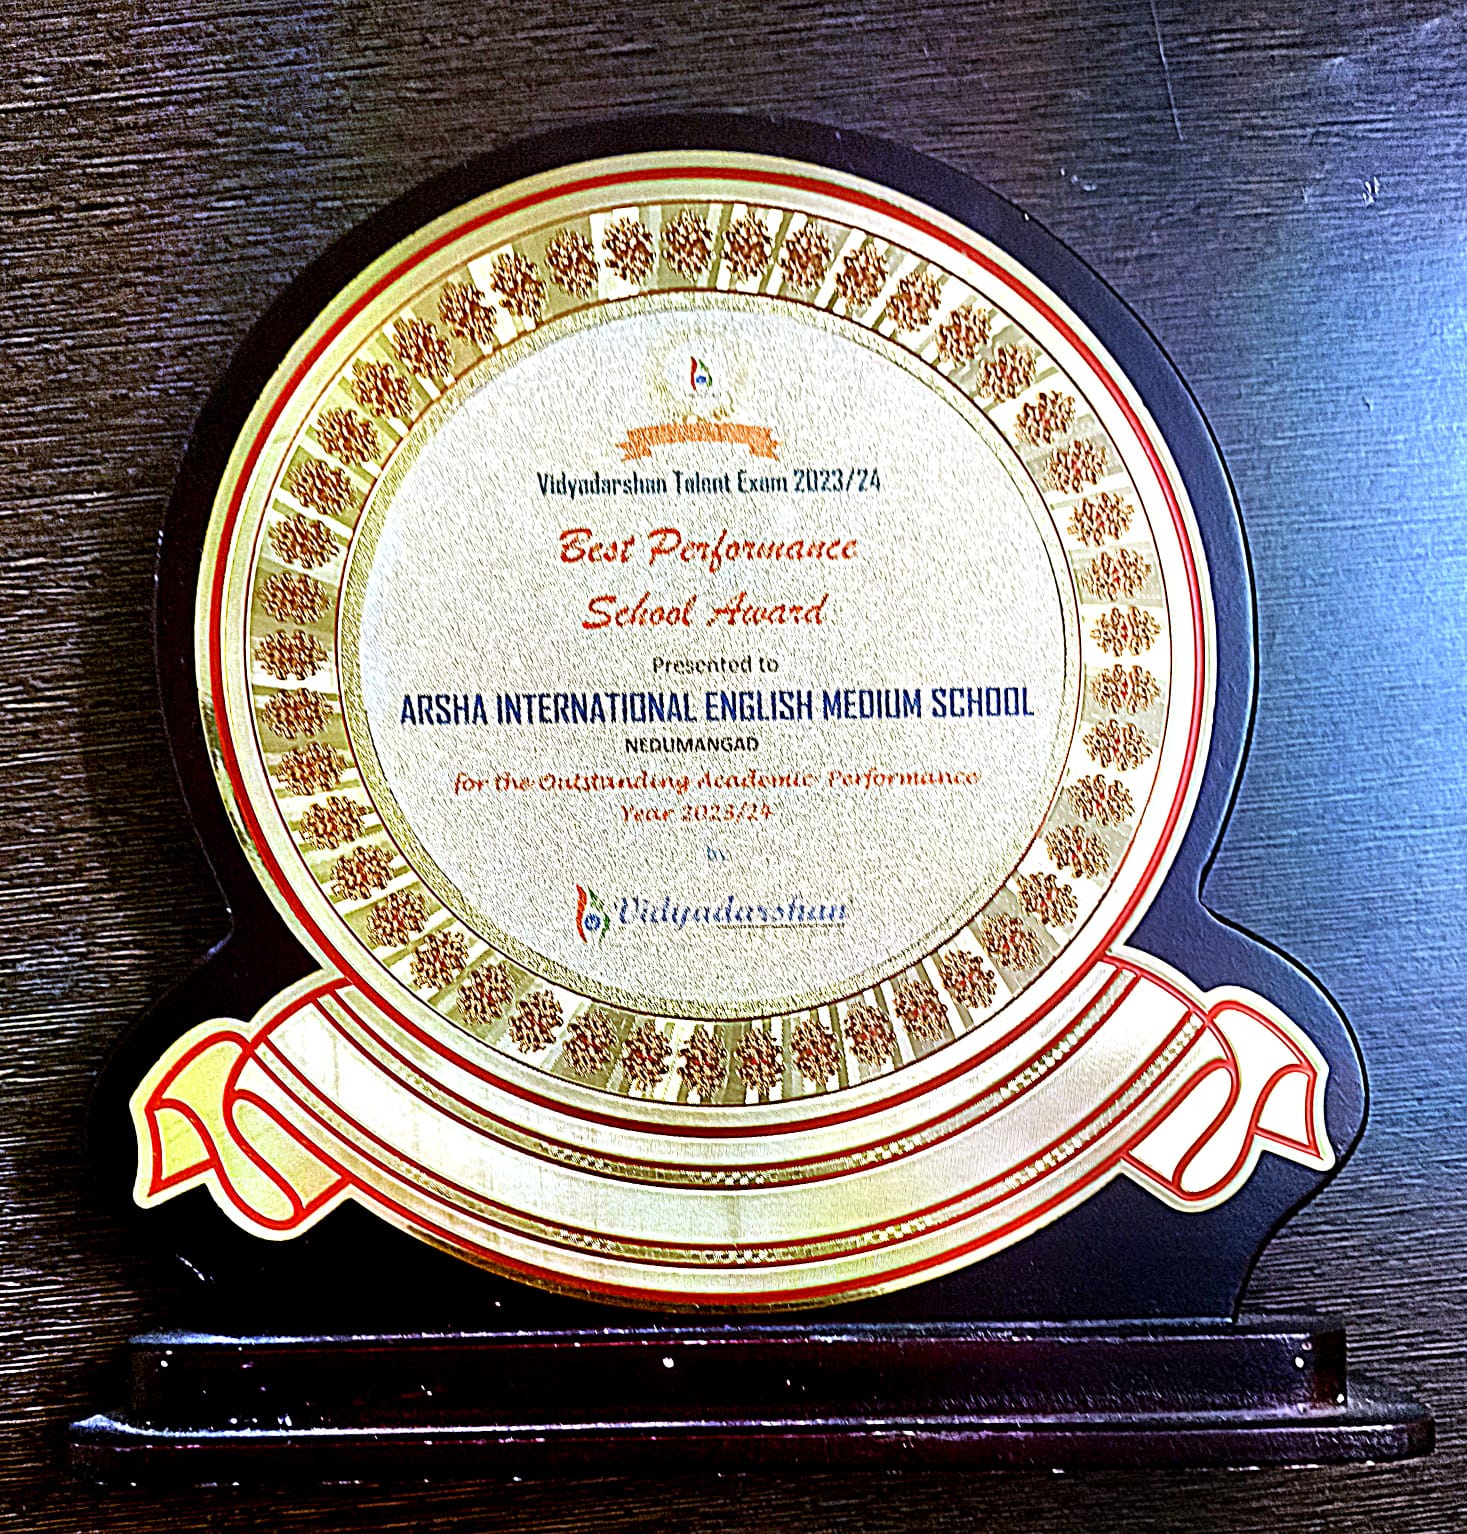 Vidyadarshan Talent Exam 2023/24
Best Performance
School Award
Presented to
ARSHA INTERNATIONAL ENGLISH MEDIUM SCHOOL
NEDUMANGAD
for the Outstanding Academic Performance
Year 2023/24
by
Vidyadarshan